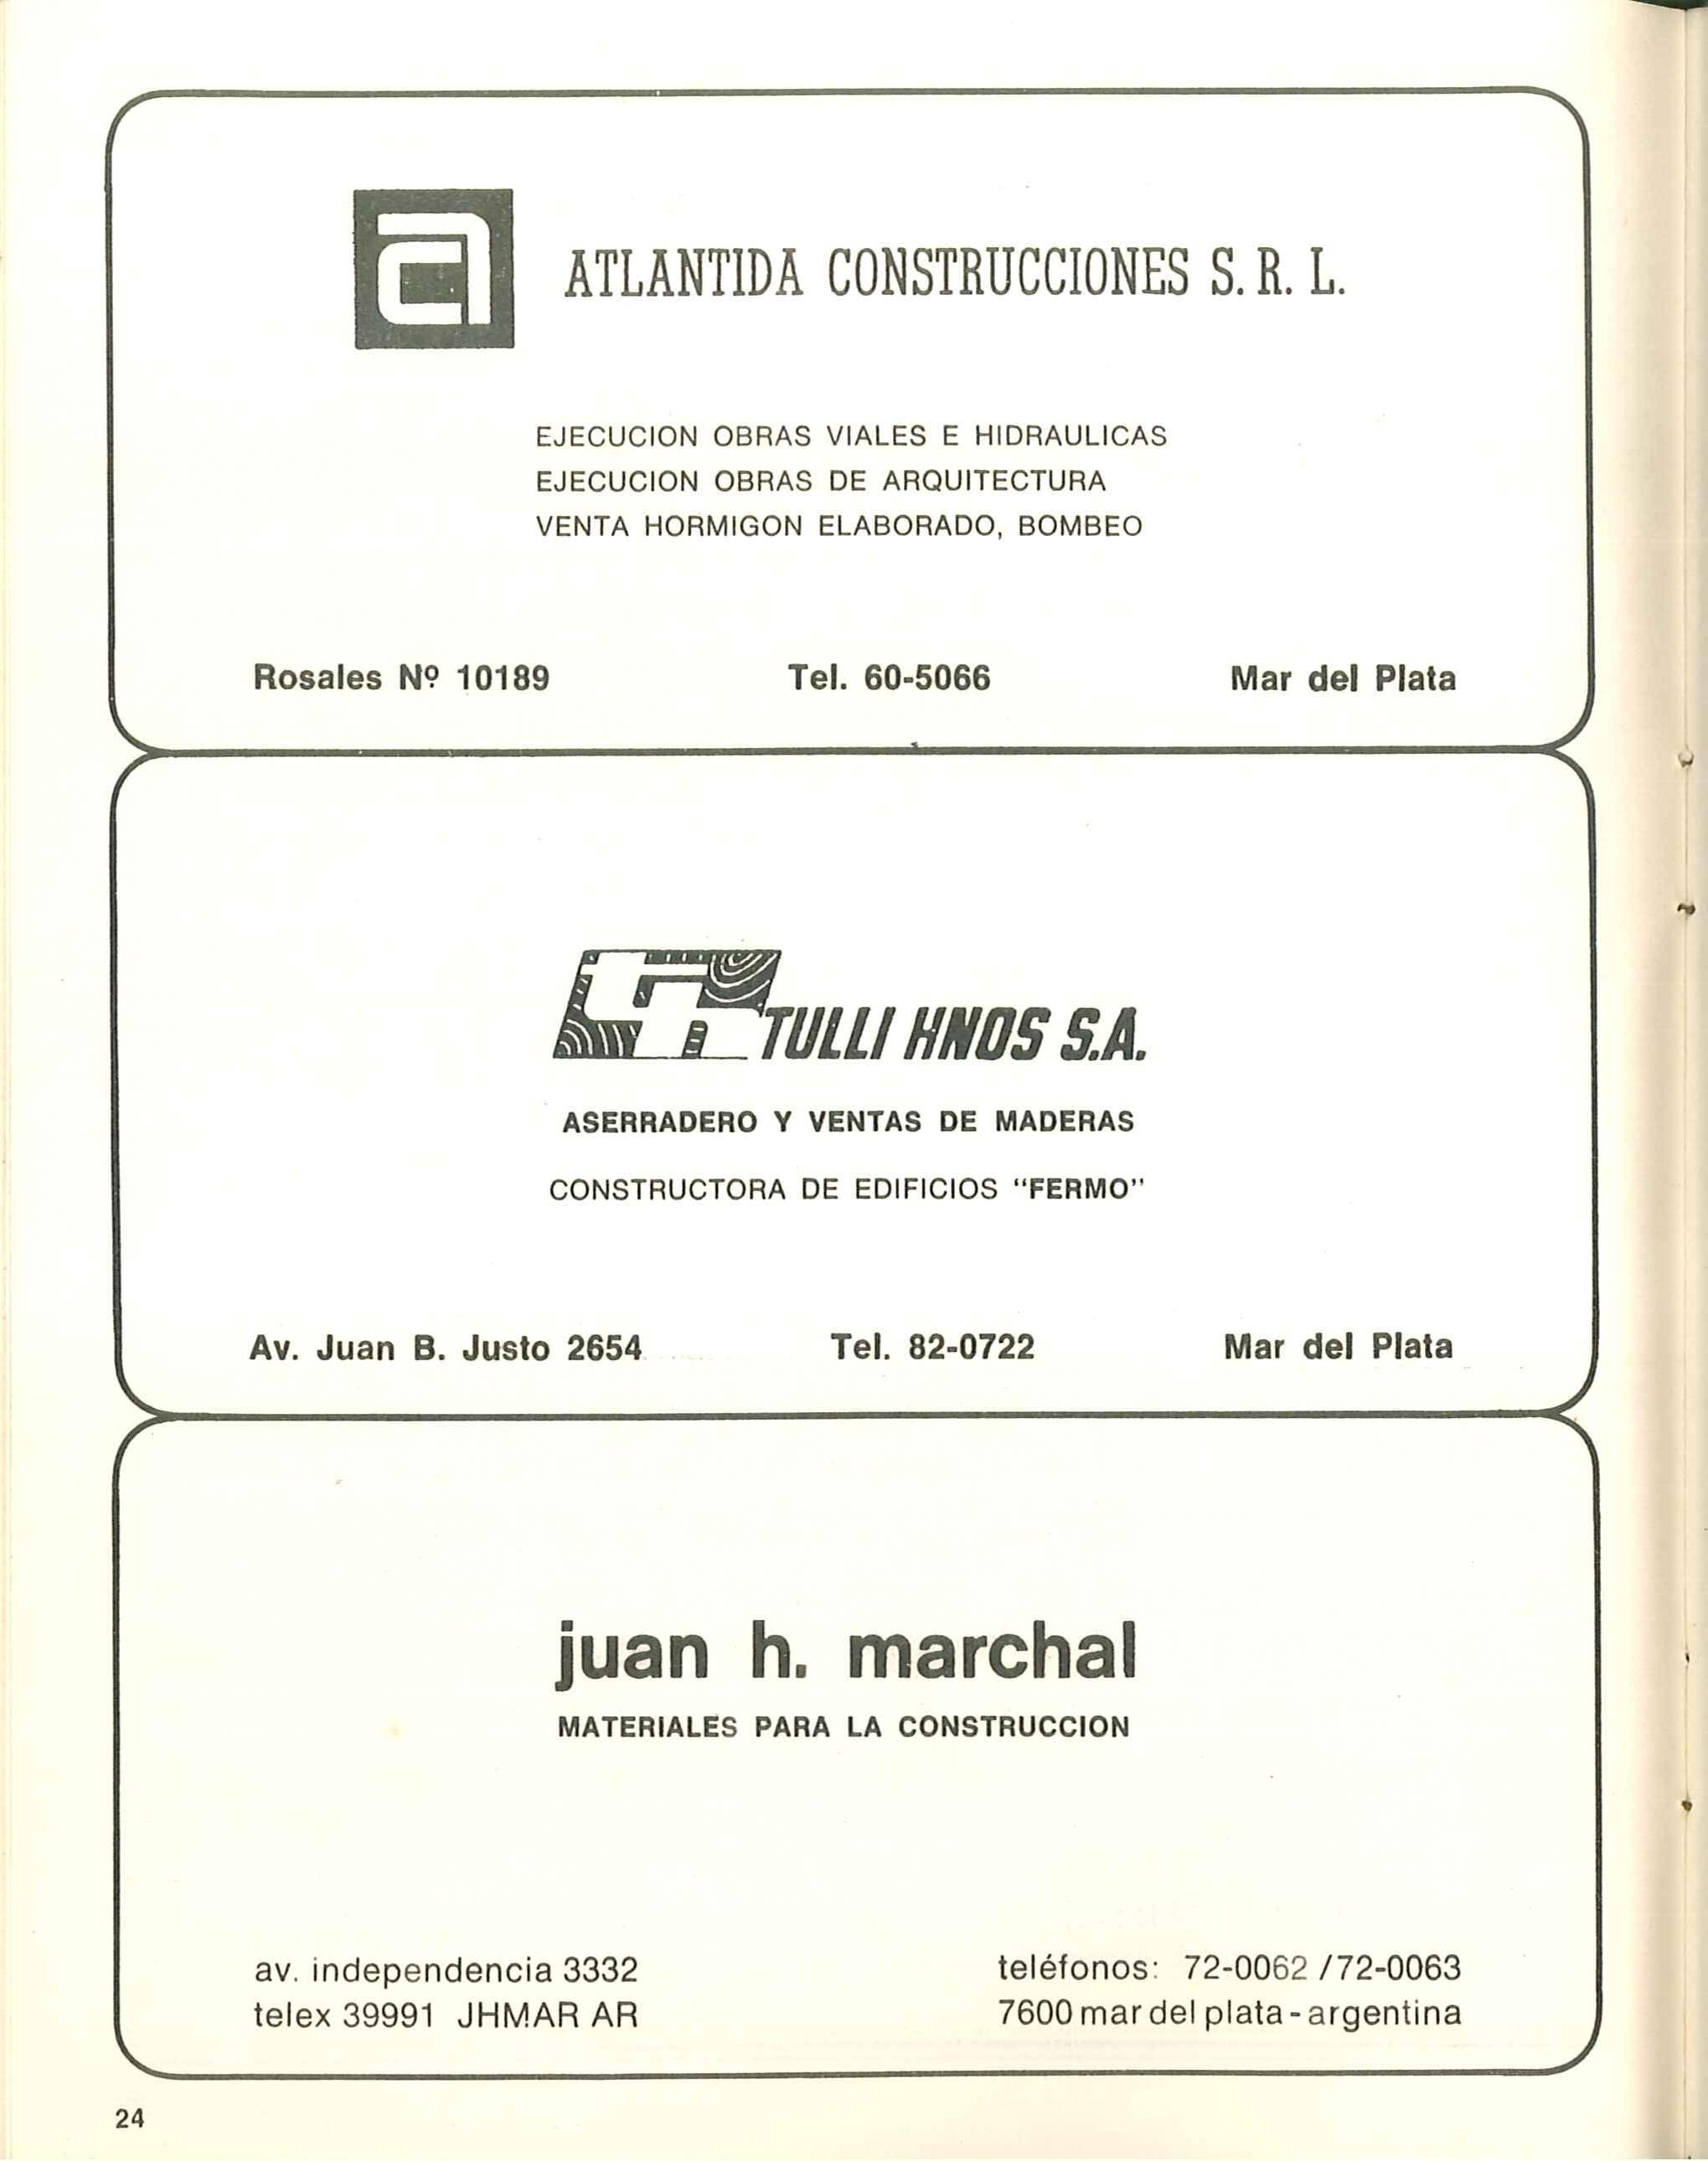 a
ATLANTIDA CONSTRUCCIONES S. R. L.
EJECUCION OBRAS VIALES E HIDRAULICAS
EJECUCION OBRAS DE ARQUITECTURA
VENTA HORMIGON ELABORADO, BOMBEO
Rosales Nº 10189 Tel. 60-5066 Mar del Plata
th TULLI HNOS S.A.
ASERRADERO Y VENTAS DE MADERAS
CONSTRUCTORA DE EDIFICIOS "FERMO"
Av. Juan B. Justo 2654 Tel. 82-0722 Mar del Plata
juan h. marchal
MATERIALES PARA LA CONSTRUCCION
av. independencia 3332
telex 39991 JHMAR AR
teléfonos: 72-0062 / 72-0063
7600 mar del plata - argentina
24